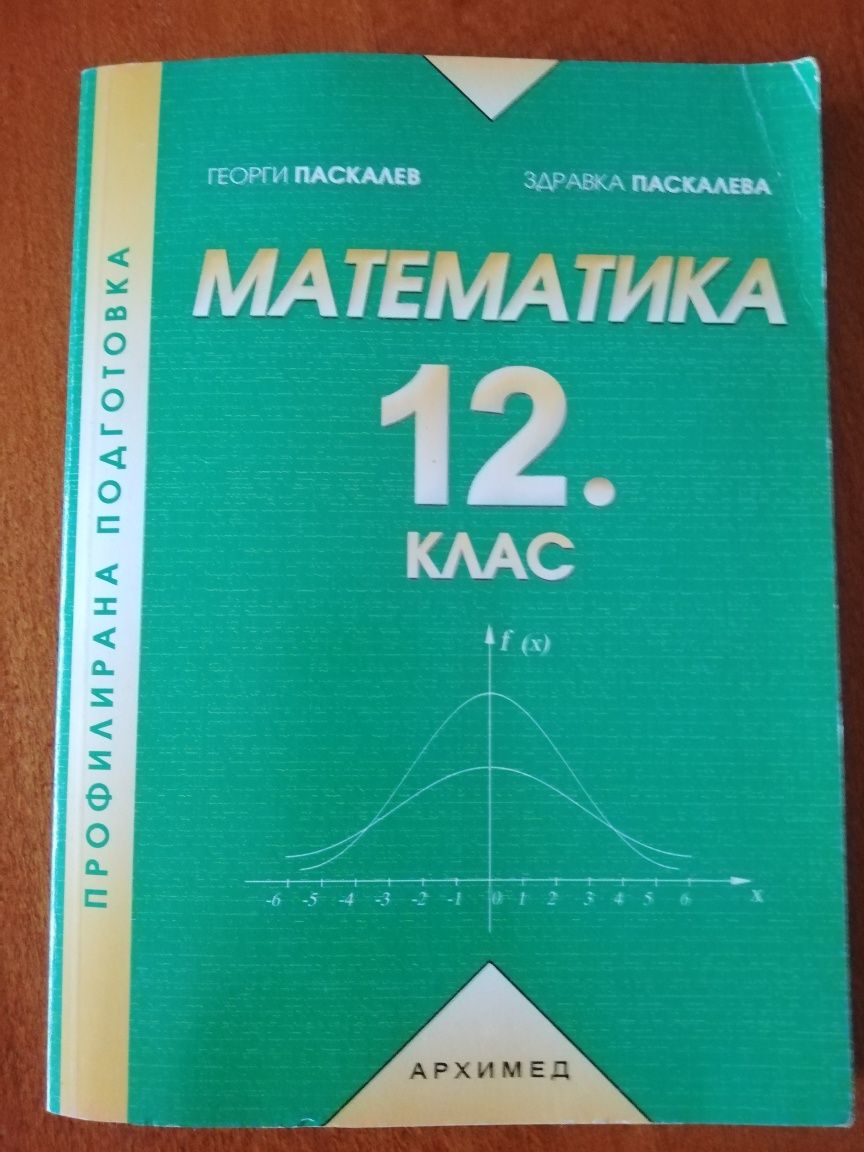 ГЕОРГИ ПАСКАЛЕВ
ЗДРАВКА ПАСКАЛЕВА
МАТЕМАТИКА
12.
КЛАС
ПРОФИЛИРАНА ПОДГОТОВКА
f (x)
-6 -5 -4 -3 -2 -1 0 1 2 3 4 5 6 x
АРХИМЕД